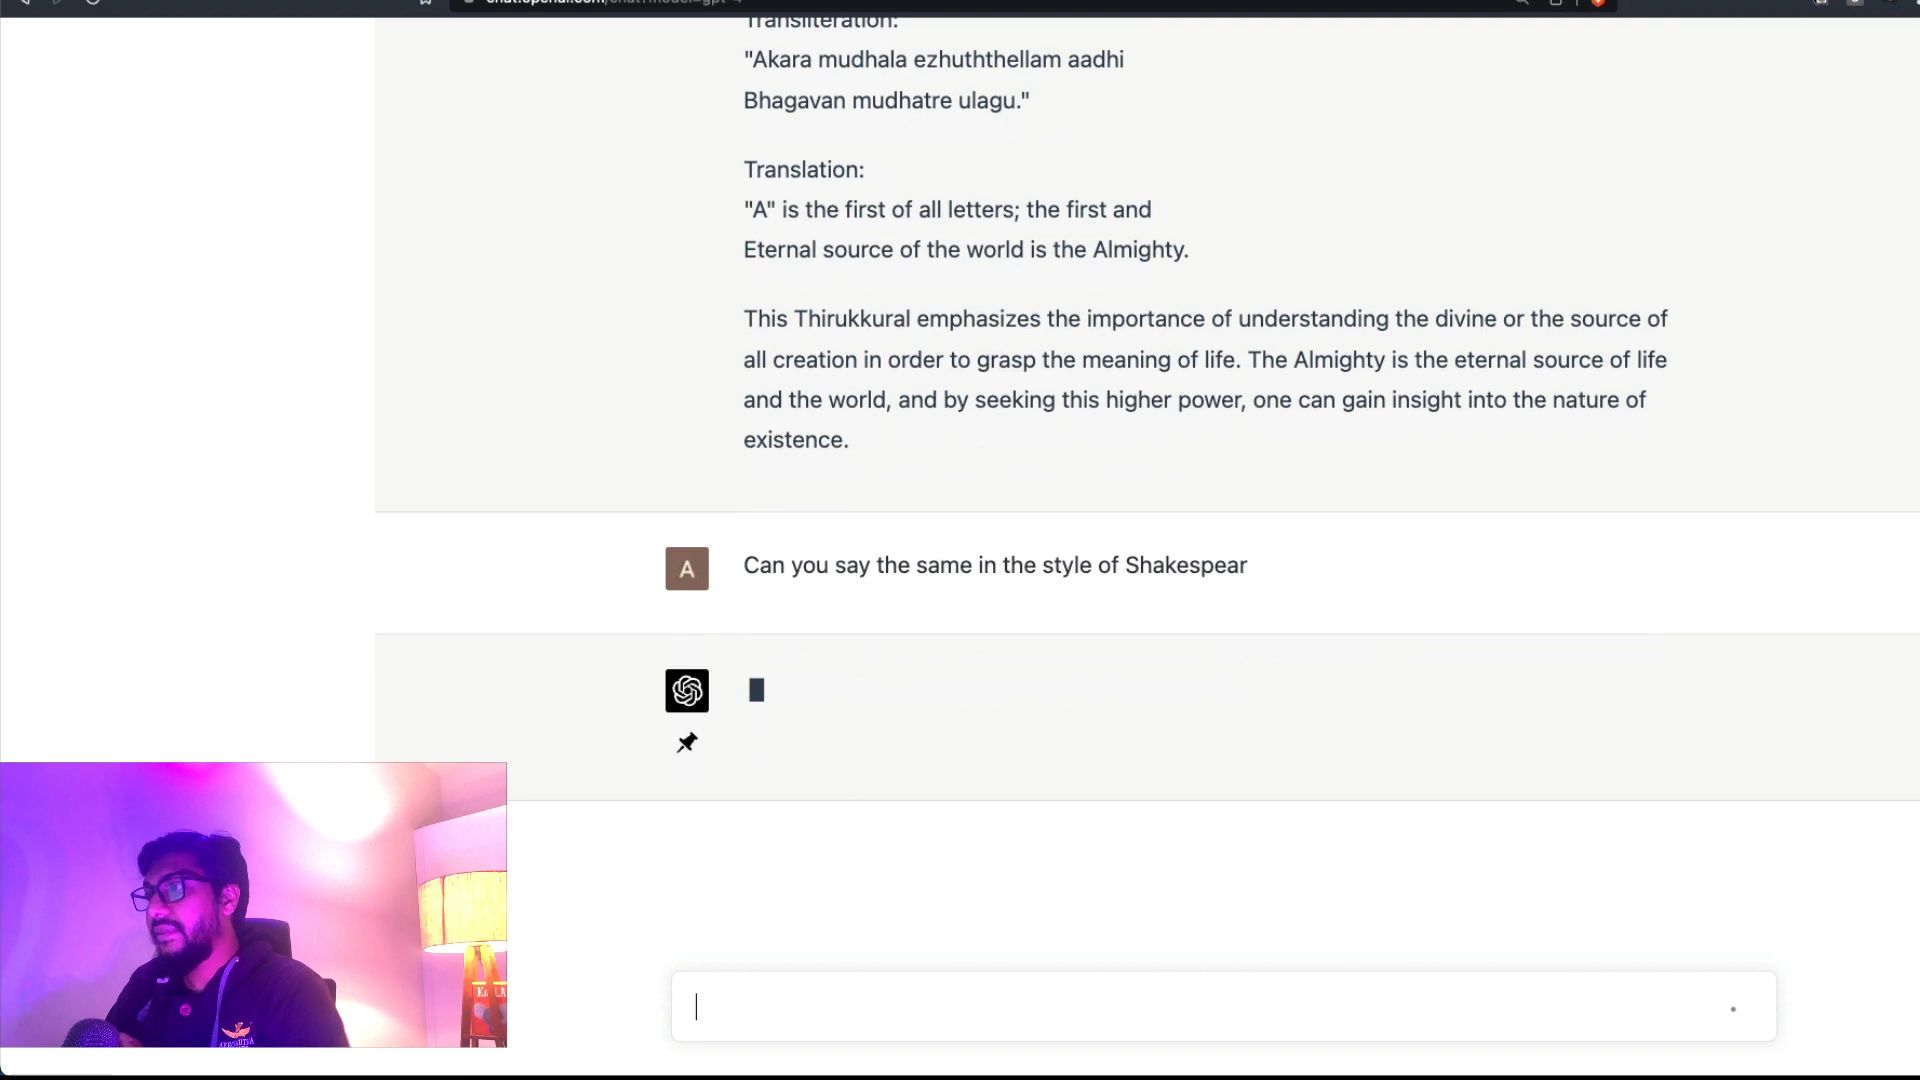 Transliteration:
"Akara mudhala ezhuththellam aadhi
Bhagavan mudhatre ulagu."
Translation:
"A" is the first of all letters; the first and
Eternal source of the world is the Almighty.
This Thirukkural emphasizes the importance of understanding the divine or the source of
all creation in order to grasp the meaning of life. The Almighty is the eternal source of life
and the world, and by seeking this higher power, one can gain insight into the nature of
existence.
A
Can you say the same in the style of Shakespear